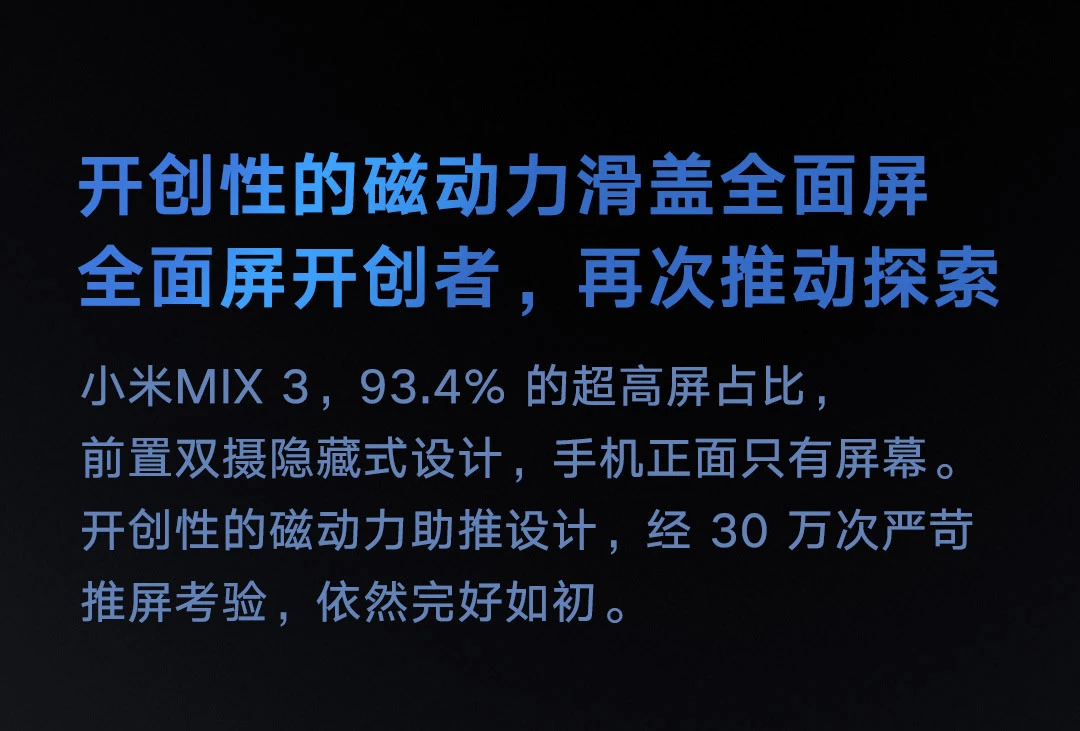 开创性的磁动力滑盖全面屏
全面屏开创者，再次推动探索
小米MIX 3，93.4% 的超高屏占比，
前置双摄隐藏式设计，手机正面只有屏幕。
开创性的磁动力助推设计，经 30 万次严苛
推屏考验，依然完好如初。